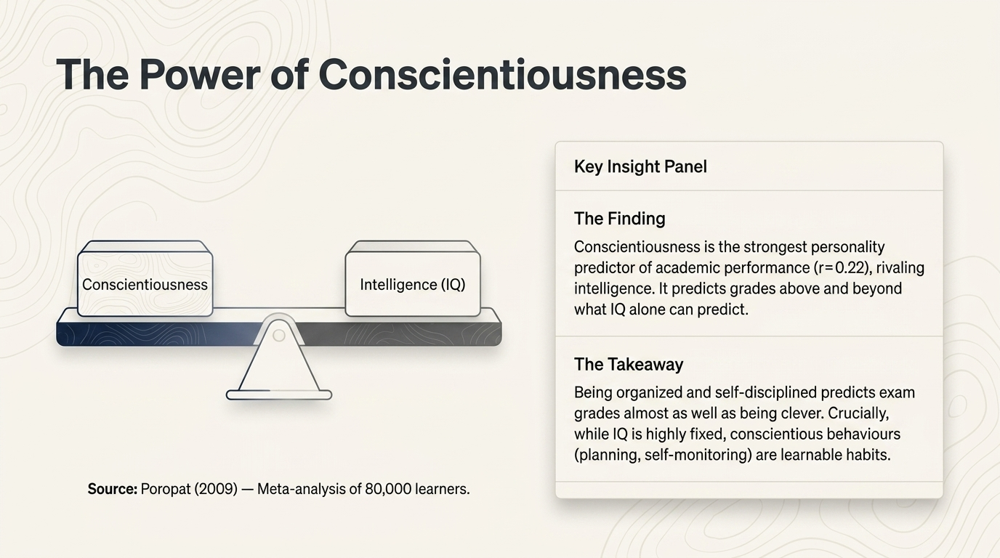 The Power of Conscientiousness
Conscientiousness
Intelligence (IQ)
Source: Poropat (2009) — Meta-analysis of 80,000 learners.
Key Insight Panel
The Finding
Conscientiousness is the strongest personality
predictor of academic performance (r=0.22), rivaling
intelligence. It predicts grades above and beyond
what IQ alone can predict.
The Takeaway
Being organized and self-disciplined predicts exam
grades almost as well as being clever. Crucially,
while IQ is highly fixed, conscientious behaviours
(planning, self-monitoring) are learnable habits.